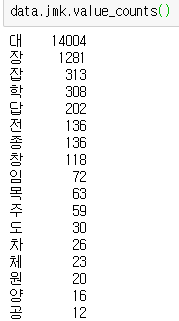 data.jmk.value_counts()
대 14004
장 1281
잡 313
학 308
답 202
전 136
종 136
창 118
임 72
목 63
주 59
도 30
차 26
체 23
원 20
양 16
공 12